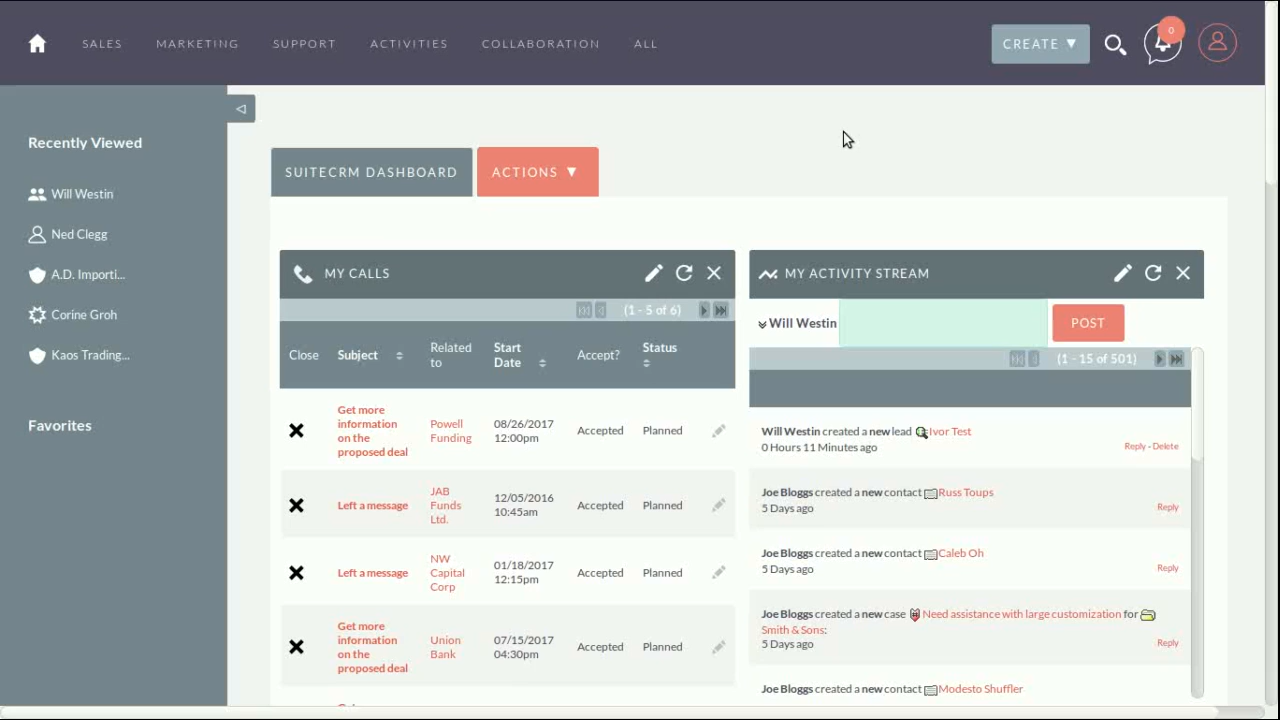 SALES MARKETING SUPPORT ACTIVITIES COLLABORATION ALL CREATE ▼ 0
Recently Viewed
Will Westin
Ned Clegg
A.D. Importi...
Corine Groh
Kaos Trading...
Favorites
SUITECRM DASHBOARD ACTIONS ▼
MY CALLS
(1 - 5 of 6)
Close Subject Related to Start Date Accept? Status
Get more
information
on the
proposed deal
Powell
Funding
08/26/2017
12:00pm
Accepted Planned
Left a message
JAB
Funds
Ltd.
12/05/2016
10:45am
Accepted Planned
Left a message
NW
Capital
Corp
01/18/2017
12:15pm
Accepted Planned
Get more
information
on the
proposed deal
Union
Bank
07/15/2017
04:30pm
Accepted Planned
MY ACTIVITY STREAM
Will Westin POST
(1 - 15 of 501)
Will Westin created a new lead Ivor Test
0 Hours 11 Minutes ago Reply - Delete
Joe Bloggs created a new contact Russ Toups
5 Days ago Reply
Joe Bloggs created a new contact Caleb Oh
5 Days ago Reply
Joe Bloggs created a new case Need assistance with large customization for
Smith & Sons:
5 Days ago Reply
Joe Bloggs created a new contact Modesto Shuffler